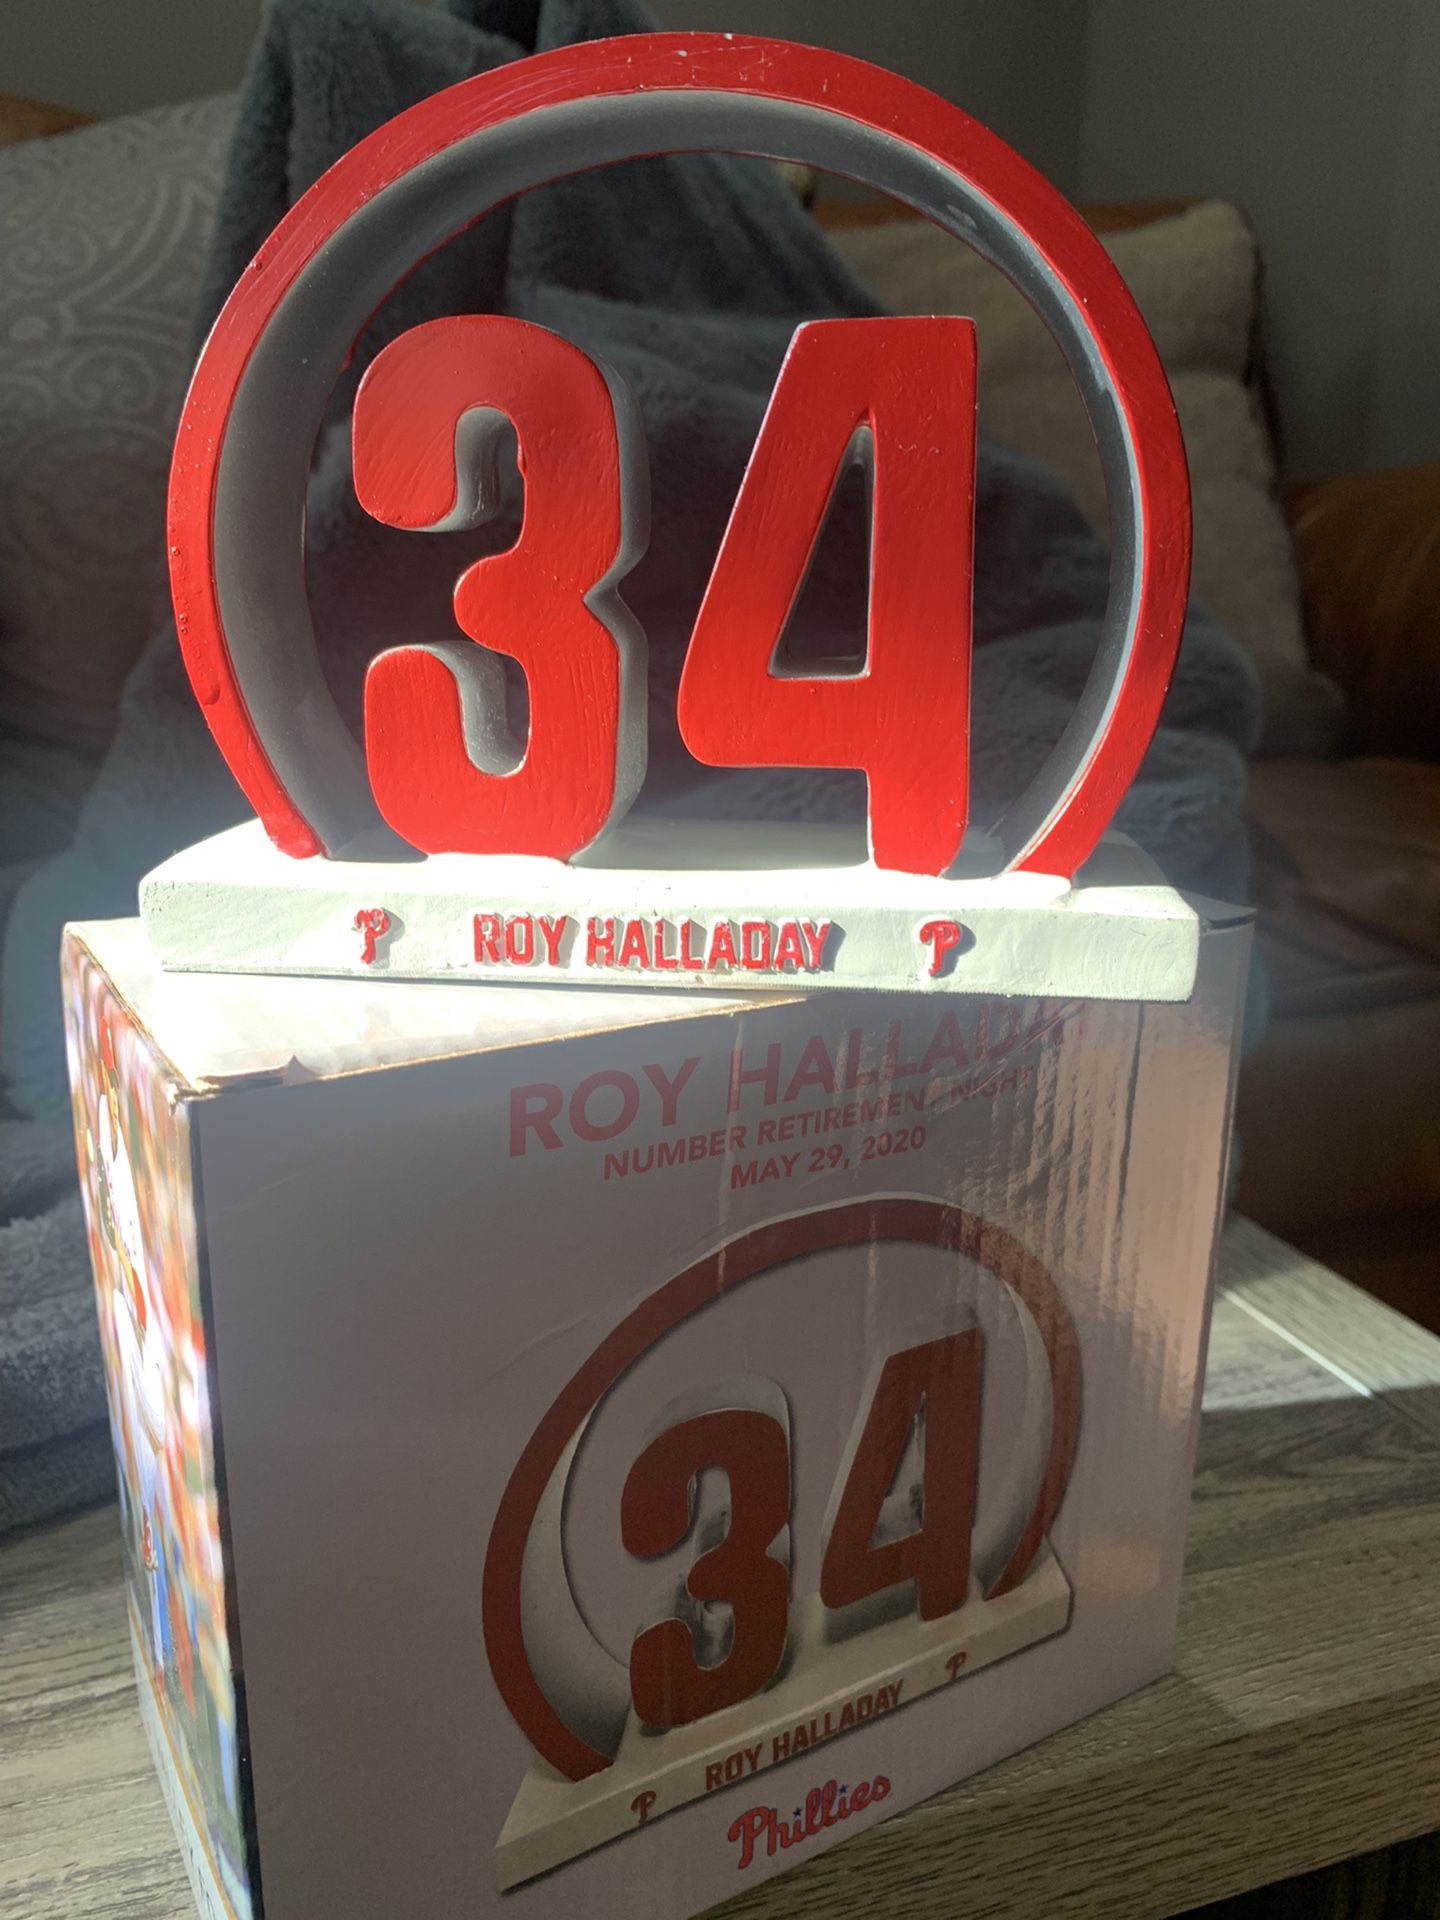 34
P ROY HALLADAY P
ROY HALLADAY
NUMBER RETIREMENT NIGHT
MAY 29, 2020
34
P ROY HALLADAY P
Phillies